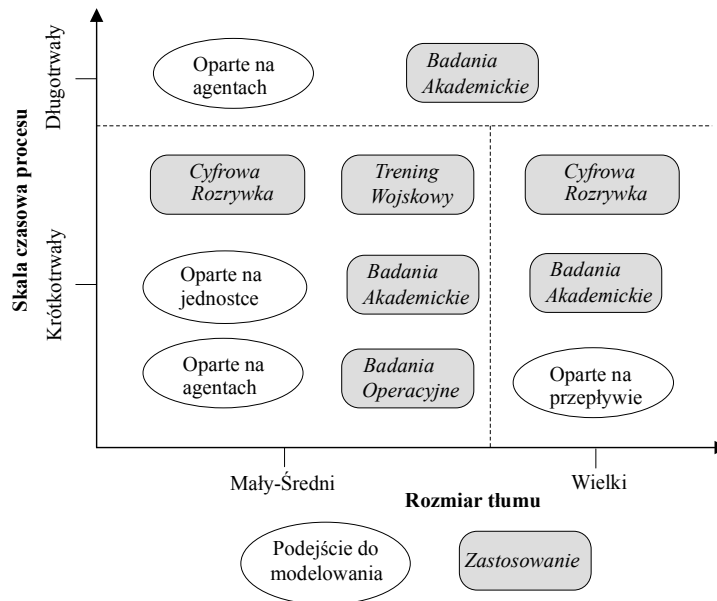 Skala czasowa procesu
Długotrwały
Krótkotrwały
Oparte na
agentach
Badania
Akademickie
Cyfrowa
Rozrywka
Trening
Wojskowy
Cyfrowa
Rozrywka
Oparte na
jednostce
Badania
Akademickie
Badania
Akademickie
Oparte na
agentach
Badania
Operacyjne
Oparte na
przepływie
Mały-Średni
Wielki
Rozmiar tłumu
Podejście do
modelowania
Zastosowanie